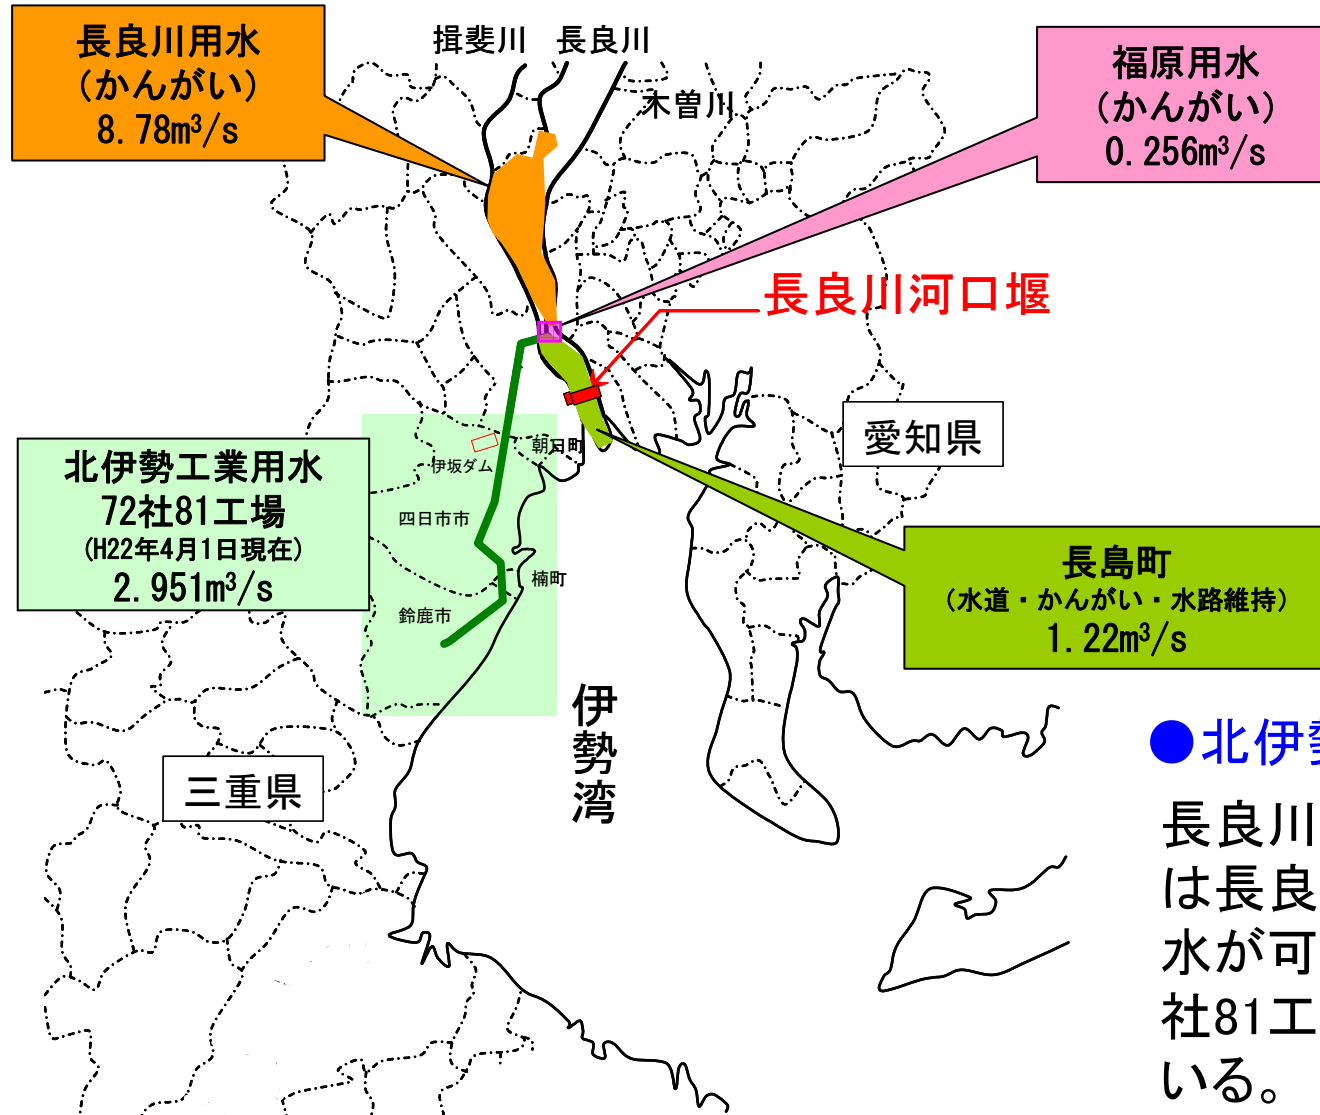 長良川用水
(かんがい)
8.78m³/s
揖斐川
長良川
木曽川
福原用水
(かんがい)
0.256m³/s
長良川河口堰
愛知県
北伊勢工業用水
72社81工場
(H22年4月1日現在)
2.951m³/s
朝日町
伊坂ダム
四日市市
楠町
鈴鹿市
長島町
(水道・かんがい・水路維持)
1.22m³/s
伊勢湾
三重県
●北伊勢
長良川
は長良
水が可
社81工
いる。